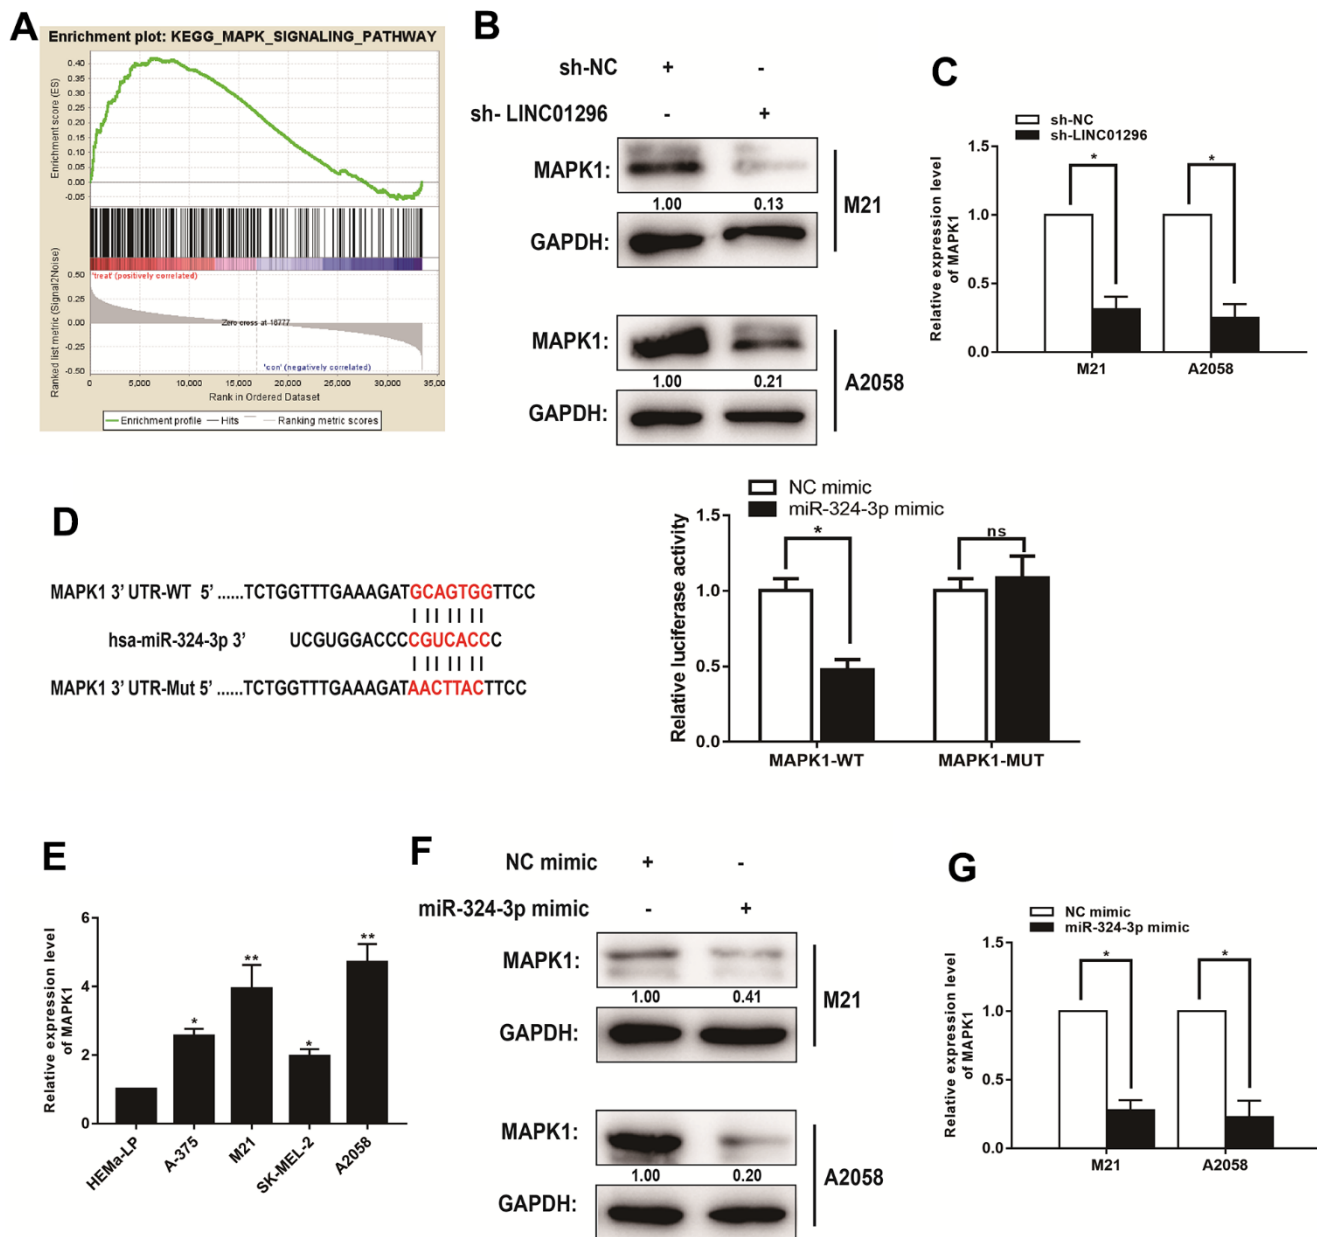 A
Enrichment plot: KEGG_MAPK_SIGNALING_PATHWAY
Enrichment score (ES)
0.40
0.35
0.30
0.25
0.20
0.15
0.10
0.05
0.00
-0.05
'treat' (positively correlated)
Ranked list metric (Signal2Noise)
0.50
0.25
0.00
-0.25
-0.50
Zero cross at 16777
'con' (negatively correlated)
0 5,000 10,000 15,000 20,000 25,000 30,000 35,000
Rank in Ordered Dataset
Enrichment profile Hits Ranking metric scores
B
sh-NC + -
sh- LINC01296 - +
MAPK1:
1.00 0.13
GAPDH:
M21
MAPK1:
1.00 0.21
GAPDH:
A2058
C
sh-NC
sh-LINC01296
Relative expression level
of MAPK1
1.5
1.0
0.5
0.0
* *
M21 A2058
D
MAPK1 3' UTR-WT 5' ......TCTGGTTTGAAAGATGCAGTGGTTCC
hsa-miR-324-3p 3' UCGUGGACCCCGUCACCC
MAPK1 3' UTR-Mut 5' ......TCTGGTTTGAAAGATAACTTACTTCC
NC mimic
miR-324-3p mimic
Relative luciferase activity
1.5
1.0
0.5
0.0
* ns
MAPK1-WT MAPK1-MUT
E
Relative expression level
of MAPK1
6
4
2
0
* ** * **
HEMa-LP A-375 M21 SK-MEL-2 A2058
F
NC mimic + -
miR-324-3p mimic - +
MAPK1:
1.00 0.41
GAPDH:
M21
MAPK1:
1.00 0.20
GAPDH:
A2058
G
NC mimic
miR-324-3p mimic
Relative expression level
of MAPK1
1.5
1.0
0.5
0.0
* *
M21 A2058